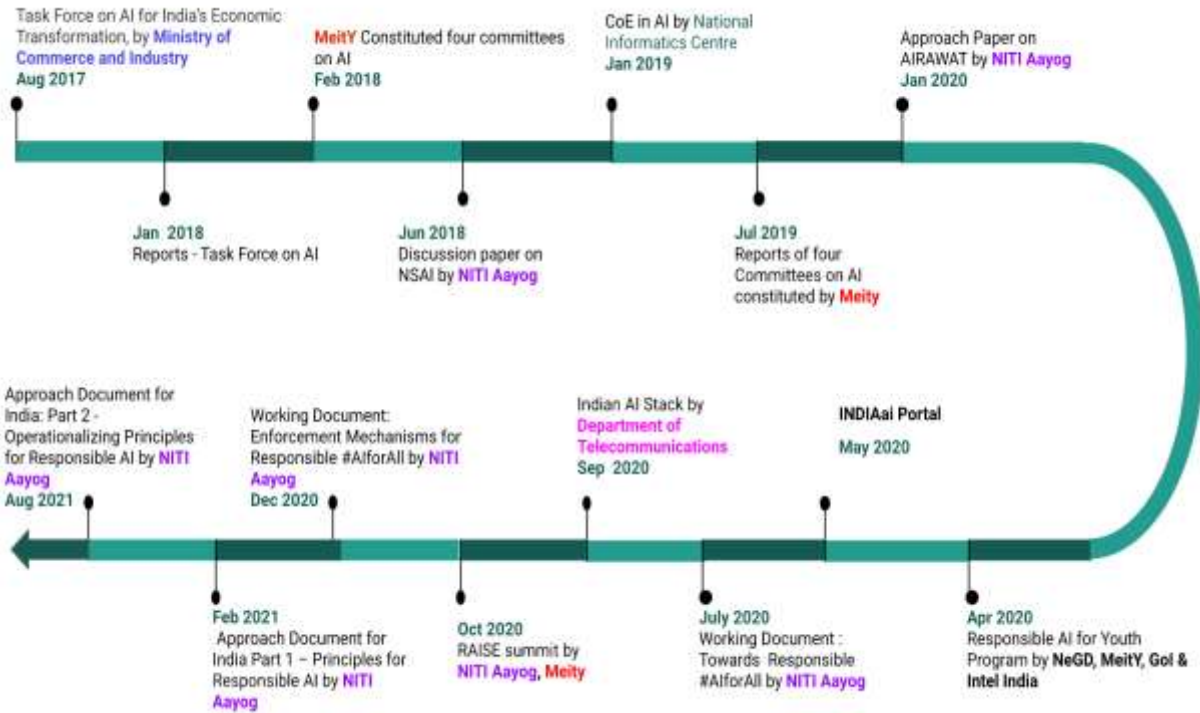 Task Force on AI for India's Economic
Transformation, by Ministry of
Commerce and Industry
Aug 2017
MeitY Constituted four committees
on AI
Feb 2018
CoE in AI by National
Informatics Centre
Jan 2019
Approach Paper on
AIRAWAT by NITI Aayog
Jan 2020
Jan 2018
Reports - Task Force on AI
Jun 2018
Discussion paper on
NSAI by NITI Aayog
Jul 2019
Reports of four
Committees on AI
constituted by Meity
Approach Document for
India: Part 2 -
Operationalizing Principles
for Responsible AI by NITI
Aayog
Aug 2021
Working Document:
Enforcement Mechanisms for
Responsible #AIforAll by NITI
Aayog
Dec 2020
Indian AI Stack by
Department of
Telecommunications
Sep 2020
INDIAai Portal
May 2020
Feb 2021
Approach Document for
India Part 1 – Principles for
Responsible AI by NITI
Aayog
Oct 2020
RAISE summit by
NITI Aayog, Meity
July 2020
Working Document :
Towards Responsible
#AIforAll by NITI Aayog
Apr 2020
Responsible AI for Youth
Program by NeGD, MeitY, GoI &
Intel India